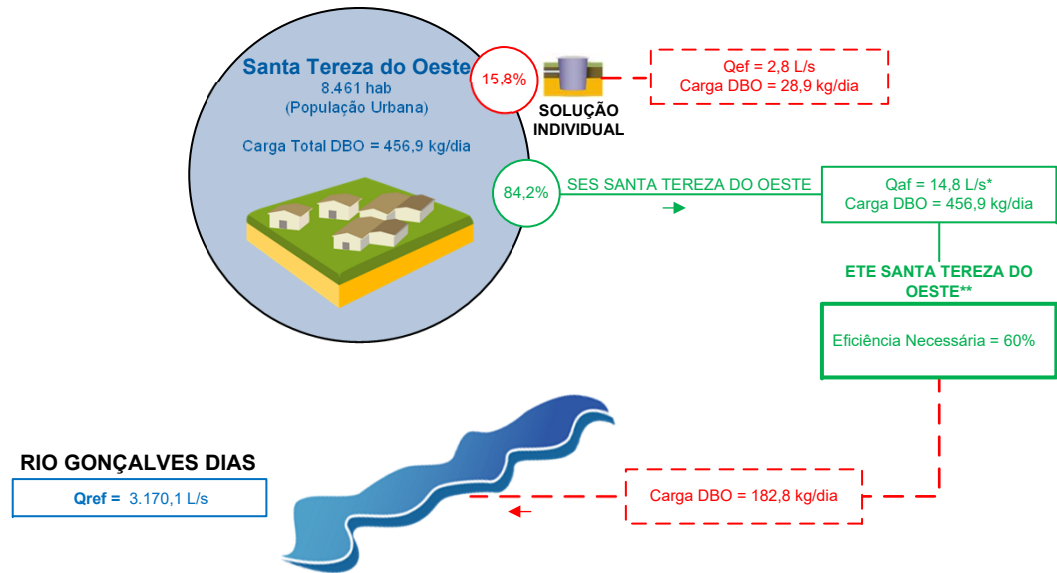 Santa Tereza do Oeste
8.461 hab
(População Urbana)
Carga Total DBO = 456,9 kg/dia
15,8%
SOLUÇÃO
INDIVIDUAL
Qef = 2,8 L/s
Carga DBO = 28,9 kg/dia
84,2%
SES SANTA TEREZA DO OESTE
Qaf = 14,8 L/s*
Carga DBO = 456,9 kg/dia
ETE SANTA TEREZA DO
OESTE**
Eficiência Necessária = 60%
RIO GONÇALVES DIAS
Qref = 3.170,1 L/s
Carga DBO = 182,8 kg/dia